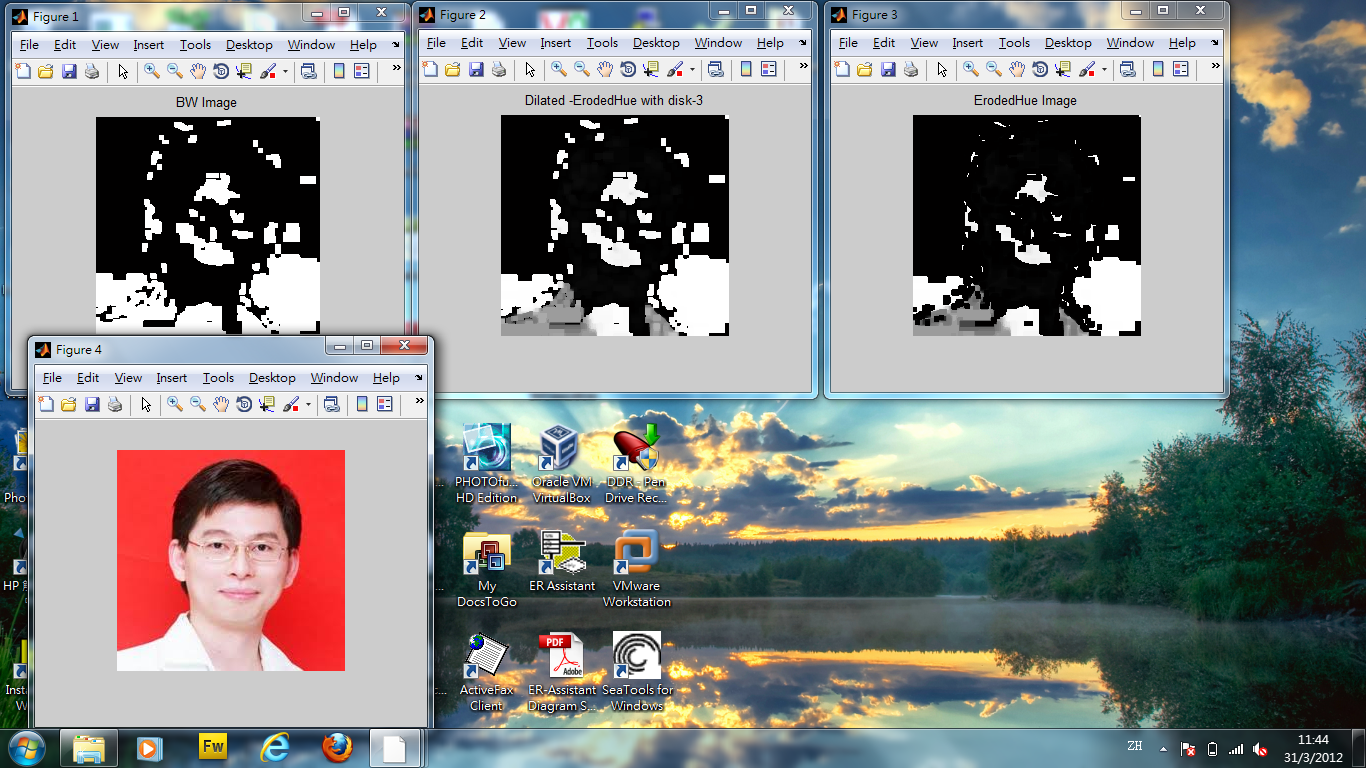 Figure 1
File Edit View Insert Tools Desktop Window Help
BW Image
Figure 2
File Edit View Insert Tools Desktop Window Help
Dilated -ErodedHue with disk-3
Figure 3
File Edit View Insert Tools Desktop Window Help
ErodedHue Image
Figure 4
File Edit View Insert Tools Desktop Window Help
PHOTOfu...
HD Edition
Oracle VM
VirtualBox
DDR - Pen
Drive Rec...
My
DocsToGo
ER Assistant
VMware
Workstation
ActiveFax
Client
PDF
Adobe
ER-Assistant
Diagram S...
SeaTools for
Windows
Phot
HP
Insta
W
Fw
ZH
11:44
31/3/2012